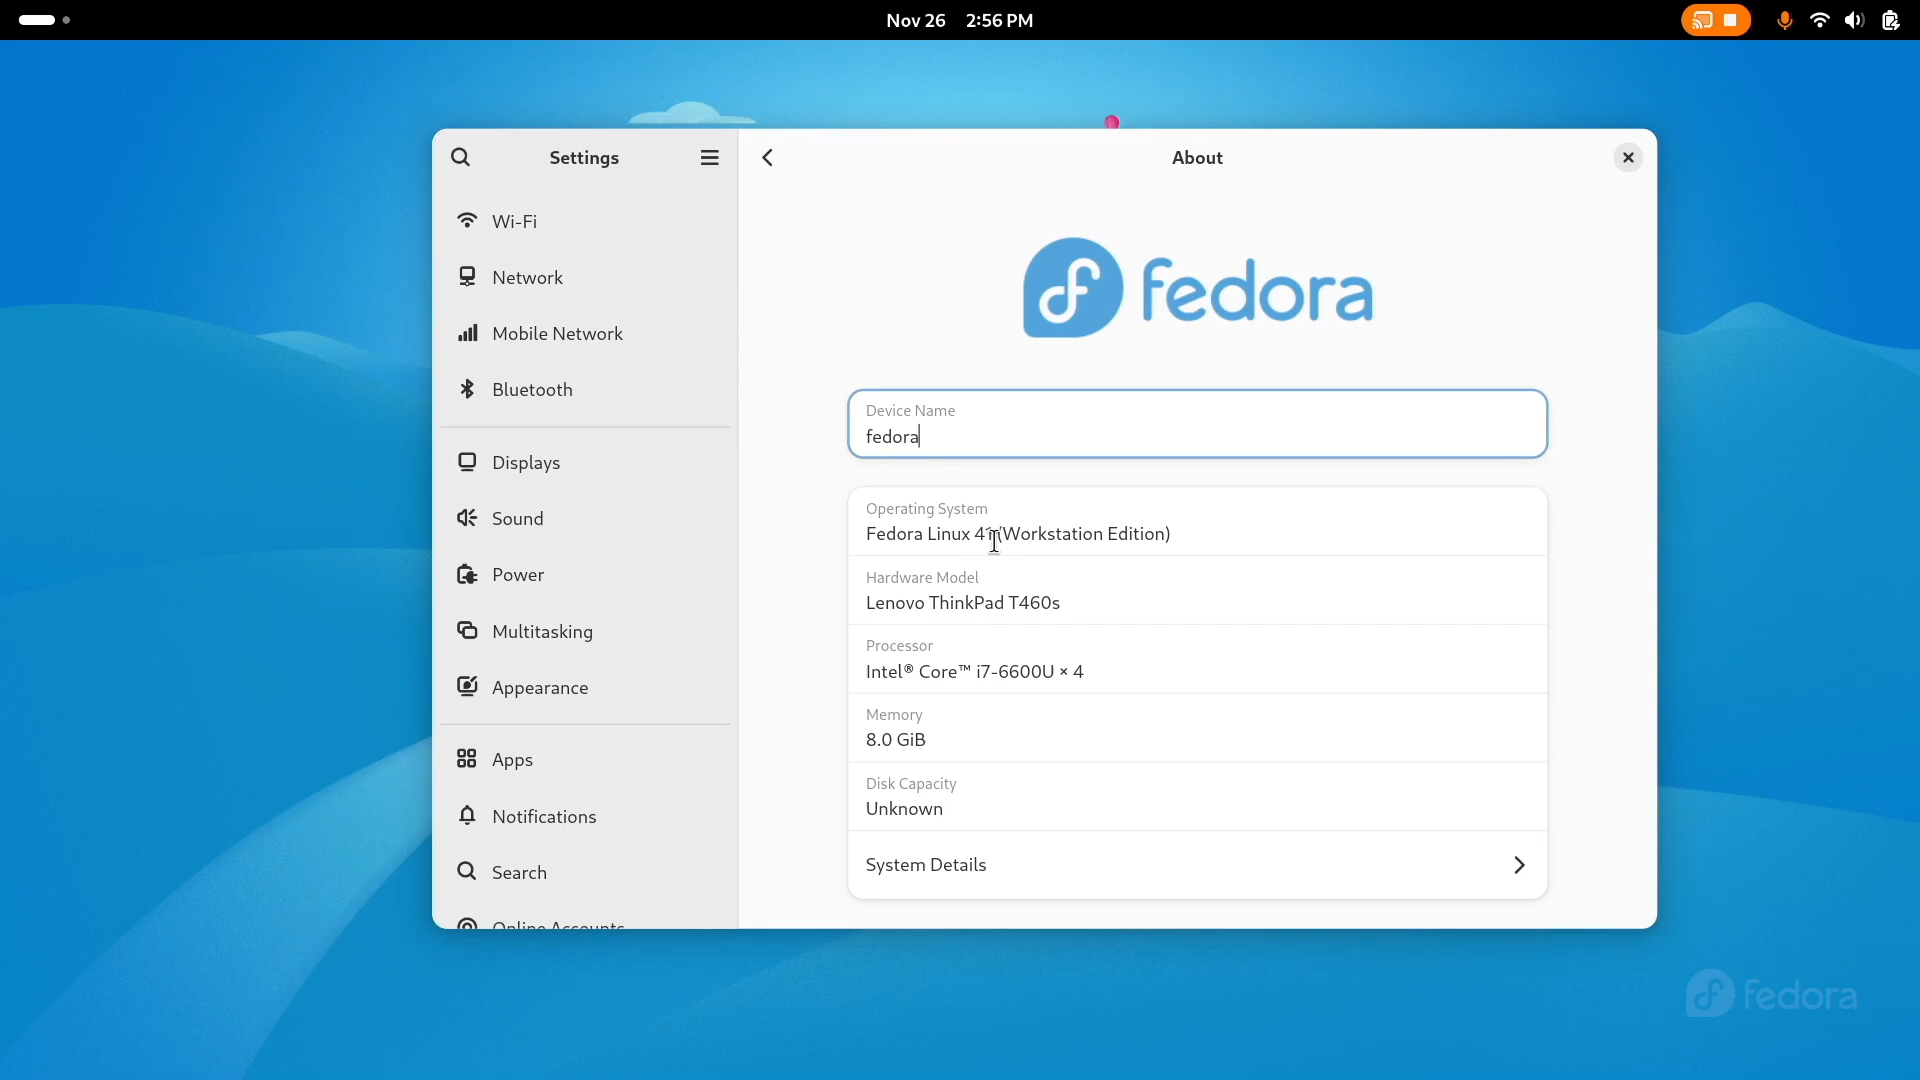 Nov 26 2:56 PM
Settings
About
Wi-Fi
Network
Mobile Network
Bluetooth
Displays
Sound
Power
Multitasking
Appearance
Apps
Notifications
Search
Online Accounts
fedora
Device Name
fedora
Operating System
Fedora Linux 41 (Workstation Edition)
Hardware Model
Lenovo ThinkPad T460s
Processor
Intel® Core™ i7-6600U × 4
Memory
8.0 GiB
Disk Capacity
Unknown
System Details
fedora